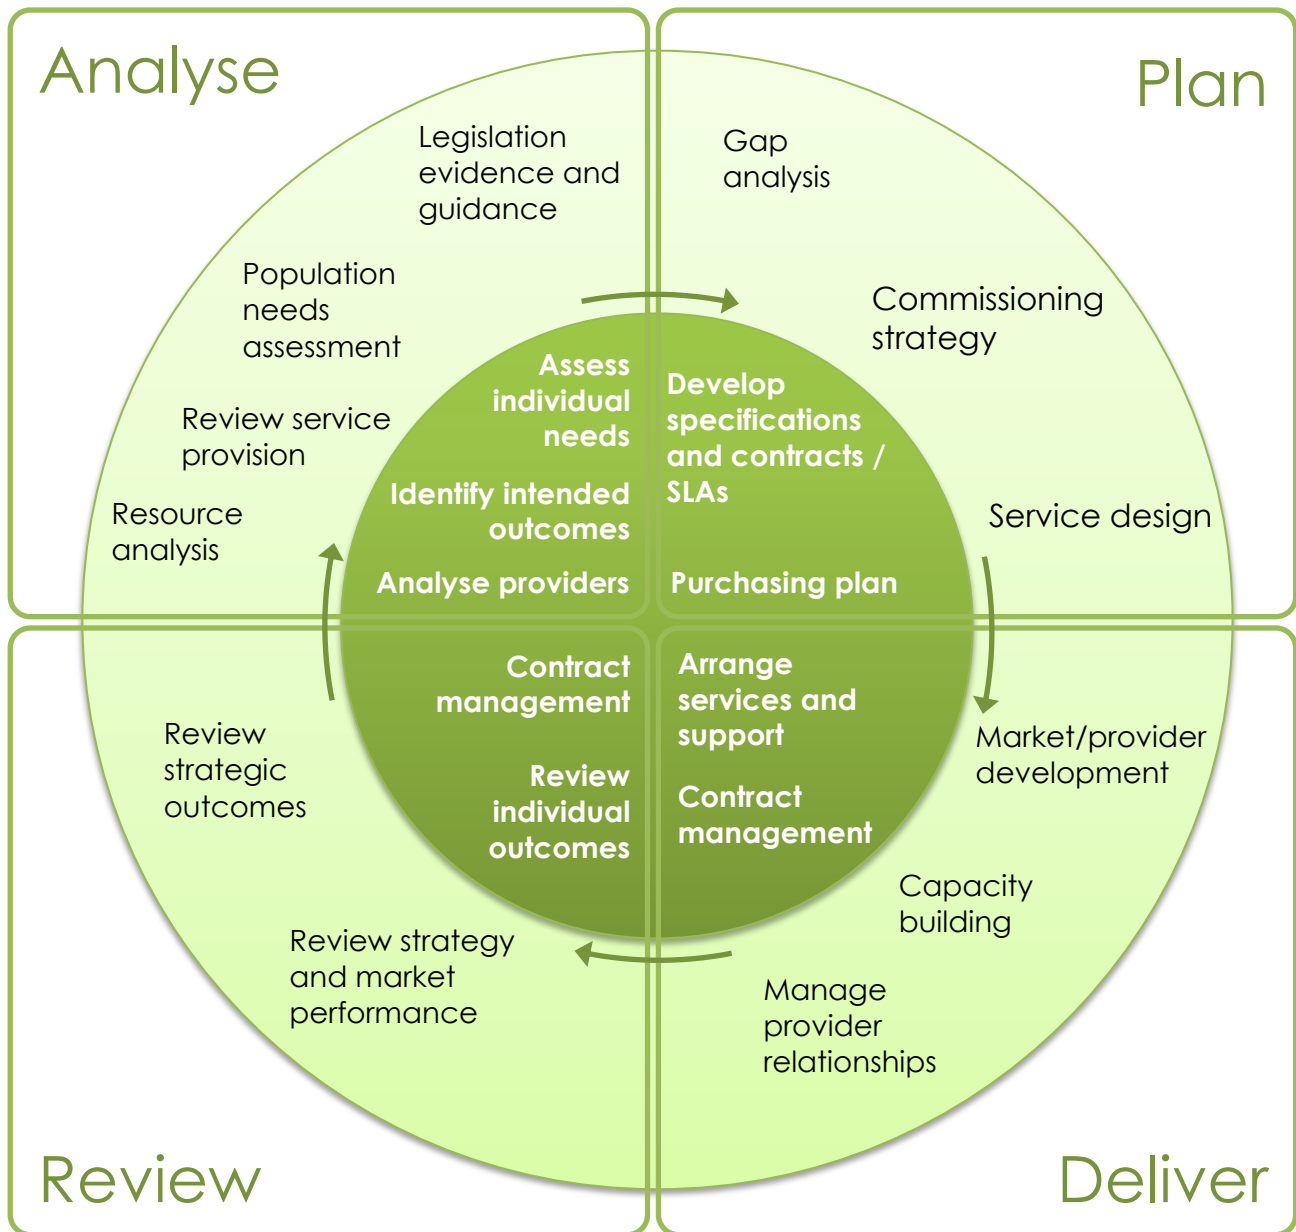 Analyse
Legislation
evidence and
guidance
Population
needs
assessment
Review service
provision
Resource
analysis
Assess
individual
needs
Identify intended
outcomes
Analyse providers
Plan
Gap
analysis
Commissioning
strategy
Service design
Develop
specifications
and contracts /
SLAs
Purchasing plan
Contract
management
Review
individual
outcomes
Review
strategic
outcomes
Review strategy
and market
performance
Review
Arrange
services and
support
Contract
management
Market/provider
development
Capacity
building
Manage
provider
relationships
Deliver